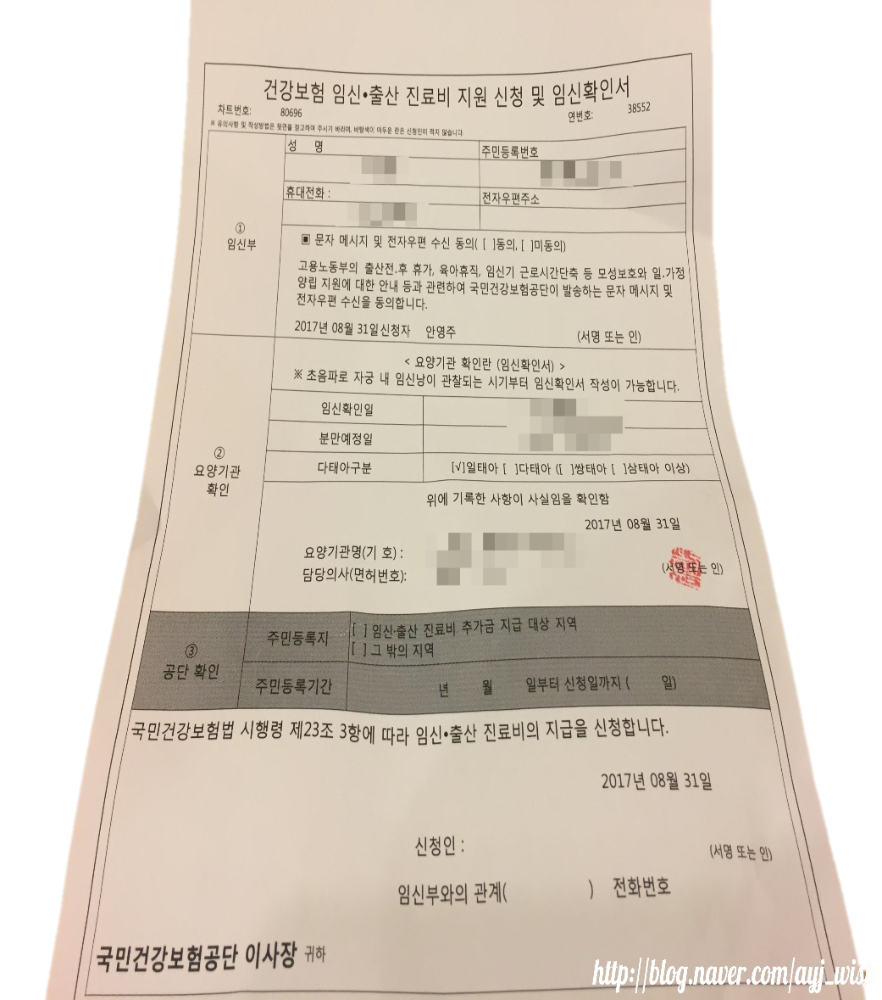 건강보험 임신•출산 진료비 지원 신청 및 임신확인서
차트번호: 80696 연번호: 38552
※ 유의사항 및 작성방법은 뒷면을 참고하여 주시기 바라며, 바탕색이 어두운 란은 신청인이 적지 않습니다.
성 명 주민등록번호
휴대전화 : 전자우편주소
①
임신부
▣ 문자 메시지 및 전자우편 수신 동의( [ ]동의, [ ]미동의)
고용노동부의 출산전.후 휴가, 육아휴직, 임신기 근로시간단축 등 모성보호와 일.가정
양립 지원에 대한 안내 등과 관련하여 국민건강보험공단이 발송하는 문자 메시지 및
전자우편 수신을 동의합니다.
2017년 08월 31일 신청자 안영주 (서명 또는 인)
②
요양기관
확인
< 요양기관 확인란 (임신확인서) >
※ 초음파로 자궁 내 임신낭이 관찰되는 시기부터 임신확인서 작성이 가능합니다.
임신확인일
분만예정일
다태아구분 [√]일태아 [ ]다태아 ([ ]쌍태아 [ ]삼태아 이상)
위에 기록한 사항이 사실임을 확인함
2017년 08월 31일
요양기관명(기 호) :
담당의사(면허번호): (서명 또는 인)
③
공단 확인
주민등록지 [ ] 임신·출산 진료비 추가금 지급 대상 지역
[ ] 그 밖의 지역
주민등록기간 년 월 일부터 신청일까지 ( 일)
국민건강보험법 시행령 제23조 3항에 따라 임신•출산 진료비의 지급을 신청합니다.
2017년 08월 31일
신청인 : (서명 또는 인)
임신부와의 관계( ) 전화번호
국민건강보험공단 이사장 귀하
http://blog.naver.com/ayj_wis